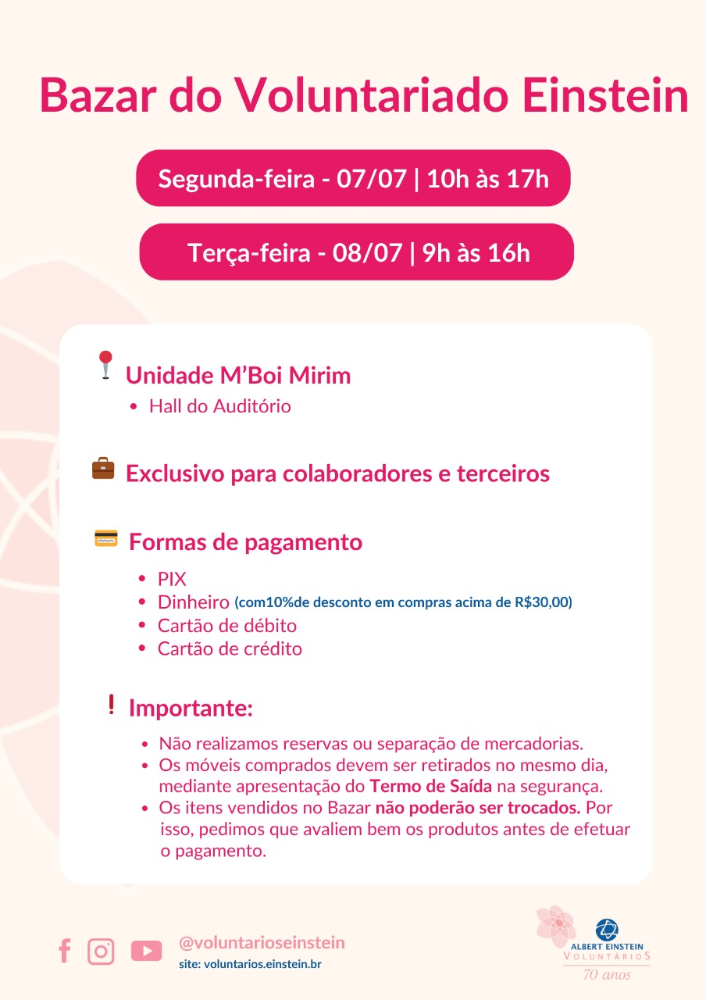 Bazar do Voluntariado Einstein
Segunda-feira - 07/07 | 10h às 17h
Terça-feira - 08/07 | 9h às 16h
Unidade M’Boi Mirim
• Hall do Auditório
Exclusivo para colaboradores e terceiros
Formas de pagamento
• PIX
• Dinheiro (com10%de desconto em compras acima de R$30,00)
• Cartão de débito
• Cartão de crédito
Importante:
• Não realizamos reservas ou separação de mercadorias.
• Os móveis comprados devem ser retirados no mesmo dia,
mediante apresentação do Termo de Saída na segurança.
• Os itens vendidos no Bazar não poderão ser trocados. Por
isso, pedimos que avaliem bem os produtos antes de efetuar
o pagamento.
@voluntarioseinstein
site: voluntarios.einstein.br
ALBERT EINSTEIN
VOLUNTÁRIOS
70 anos